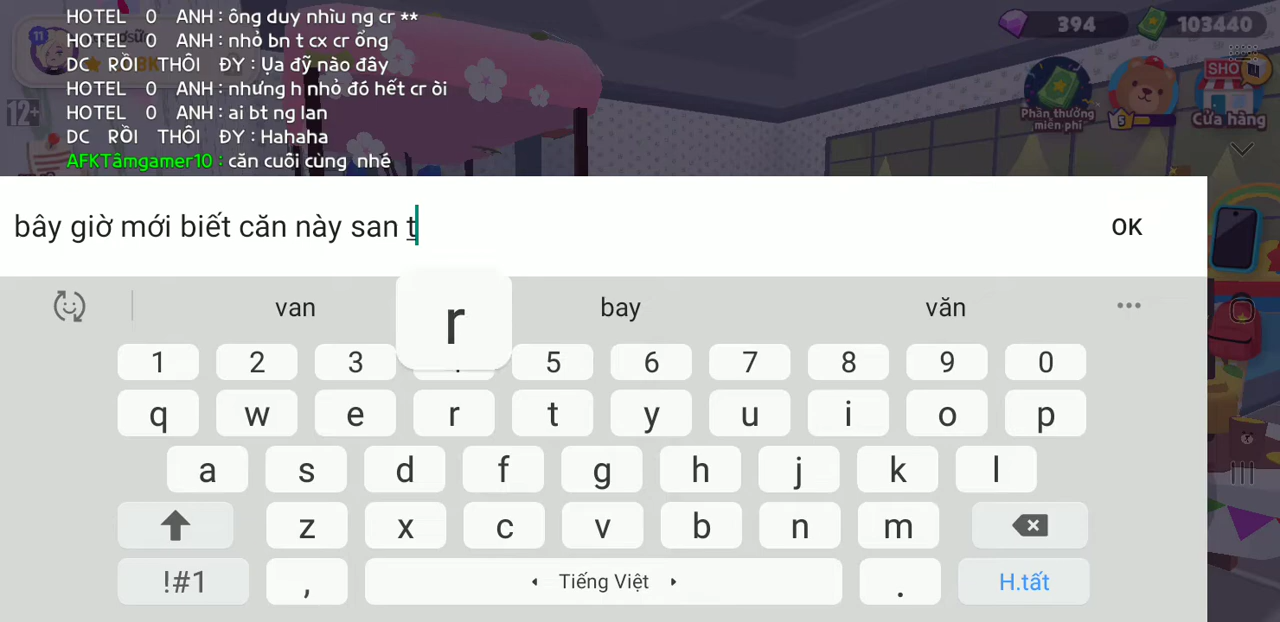 HOTEL 0 ANH : ông duy nhìu ng cr **
HOTEL 0 ANH : nhỏ bn t cx cr ổng
DC RỒI THÔI ĐY : Ụa đỹ nào đây
HOTEL 0 ANH : nhưng h nhỏ đó hết cr òi
HOTEL 0 ANH : ai bt ng lan
DC RỒI THÔI ĐY : Hahaha
AFKTâmgamer10 : căn cuối cùng nhé
11
12+
394
103440
Phần thưởng
miễn phí
5
SHO
Cửa hàng
bây giờ mới biết căn này san t
OK
van
r
bay
văn
1 2 3 5 6 7 8 9 0
q w e r t y u i o p
a s d f g h j k l
z x c v b n m
!#1 , Tiếng Việt . H.tất